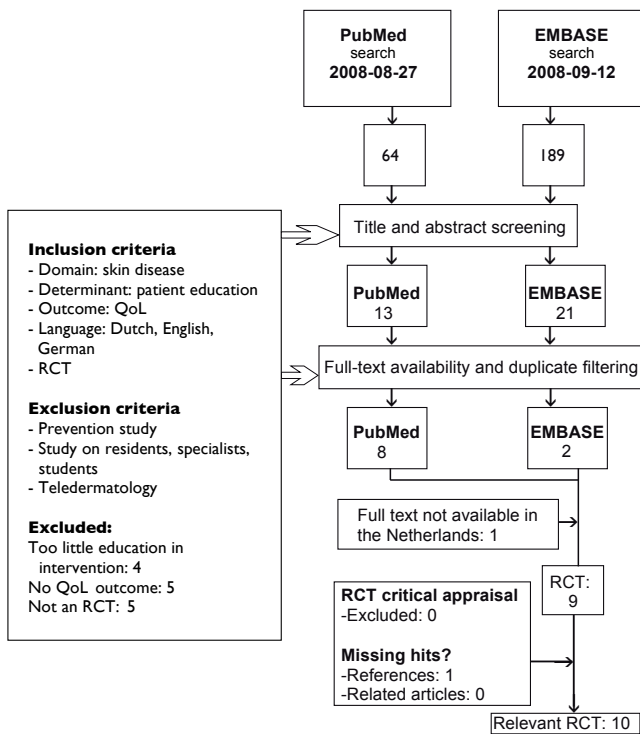 PubMed
search
2008-08-27
EMBASE
search
2008-09-12
64
189
Title and abstract screening
Inclusion criteria
- Domain: skin disease
- Determinant: patient education
- Outcome: QoL
- Language: Dutch, English,
German
- RCT
Exclusion criteria
- Prevention study
- Study on residents, specialists,
students
- Teledermatology
Excluded:
Too little education in
intervention: 4
No QoL outcome: 5
Not an RCT: 5
PubMed
13
EMBASE
21
Full-text availability and duplicate filtering
PubMed
8
EMBASE
2
Full text not available in
the Netherlands: 1
RCT:
9
RCT critical appraisal
-Excluded: 0
Missing hits?
-References: 1
-Related articles: 0
Relevant RCT: 10